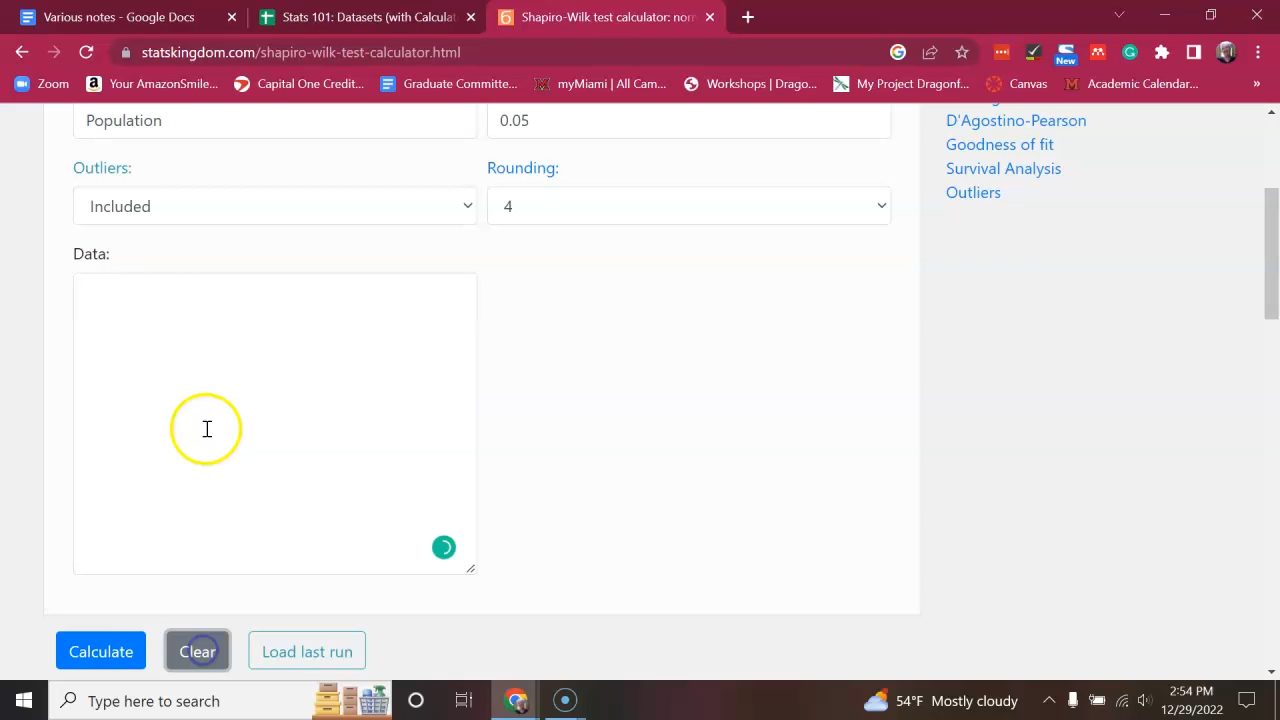 Various notes - Google Docs
Stats 101: Datasets (with Calculat
Shapiro-Wilk test calculator: nor
statskingdom.com/shapiro-wilk-test-calculator.html
New
Zoom
Your AmazonSmile...
Capital One Credit...
Graduate Committe...
myMiami | All Cam...
Workshops | Drago...
My Project Dragonf...
Canvas
Academic Calendar...
»
Population
0.05
D'Agostino-Pearson
Goodness of fit
Survival Analysis
Outliers
Outliers:
Rounding:
Included
4
Data:
Calculate
Clear
Load last run
Type here to search
54°F Mostly cloudy
2:54 PM
12/29/2022